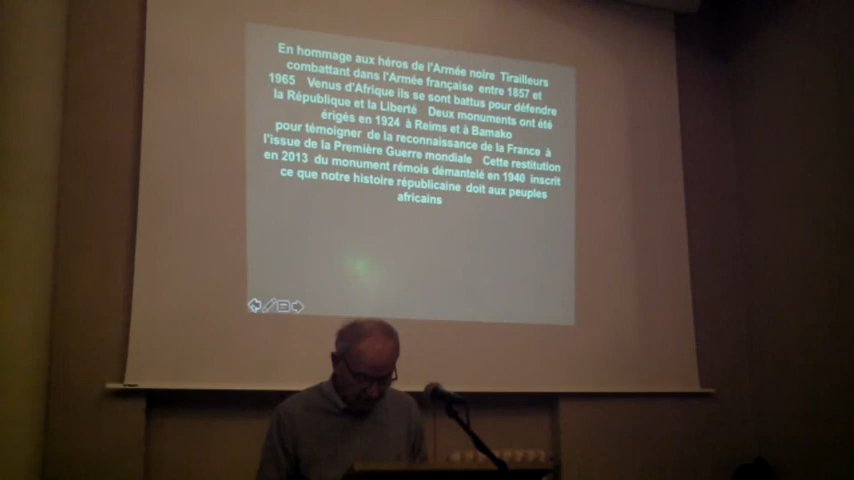 En hommage aux héros de l'Armée noire Tirailleurs
combattant dans l'Armée française entre 1857 et
1965 Venus d'Afrique ils se sont battus pour défendre
la République et la Liberté Deux monuments ont été
érigés en 1924 à Reims et à Bamako
pour témoigner de la reconnaissance de la France à
l'issue de la Première Guerre mondiale Cette restitution
en 2013 du monument rémois démantelé en 1940 inscrit
ce que notre histoire républicaine doit aux peuples
africains